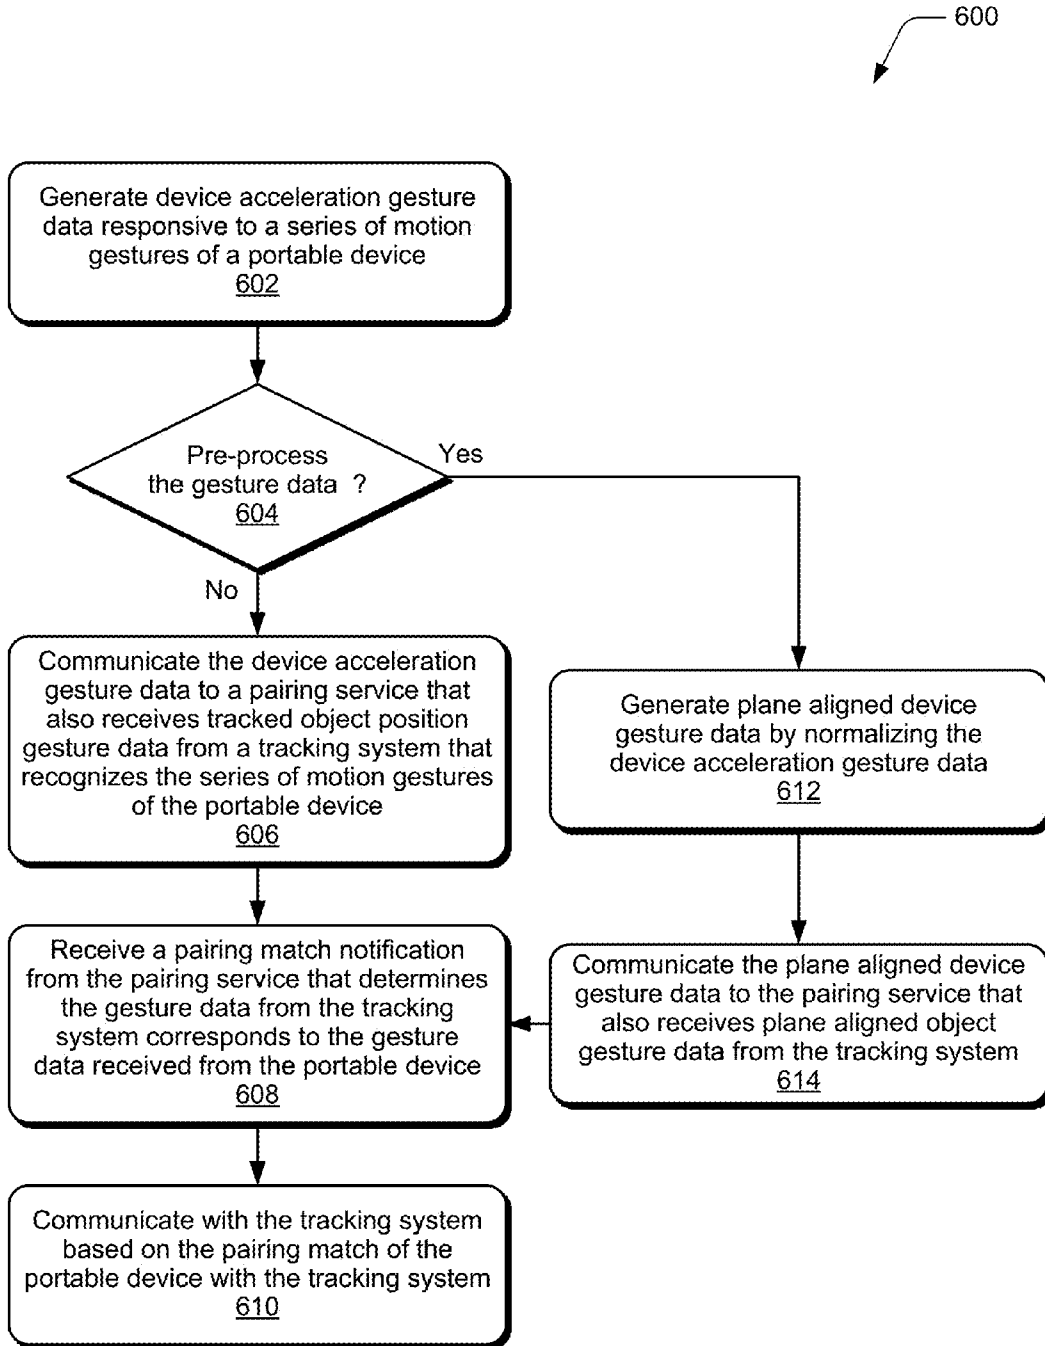 600
Generate device acceleration gesture
data responsive to a series of motion
gestures of a portable device
602
Pre-process
the gesture data ?
604
Yes
No
Communicate the device acceleration
gesture data to a pairing service that
also receives tracked object position
gesture data from a tracking system that
recognizes the series of motion gestures
of the portable device
606
Generate plane aligned device
gesture data by normalizing the
device acceleration gesture data
612
Receive a pairing match notification
from the pairing service that determines
the gesture data from the tracking
system corresponds to the gesture
data received from the portable device
608
Communicate the plane aligned device
gesture data to the pairing service that
also receives plane aligned object
gesture data from the tracking system
614
Communicate with the tracking system
based on the pairing match of the
portable device with the tracking system
610